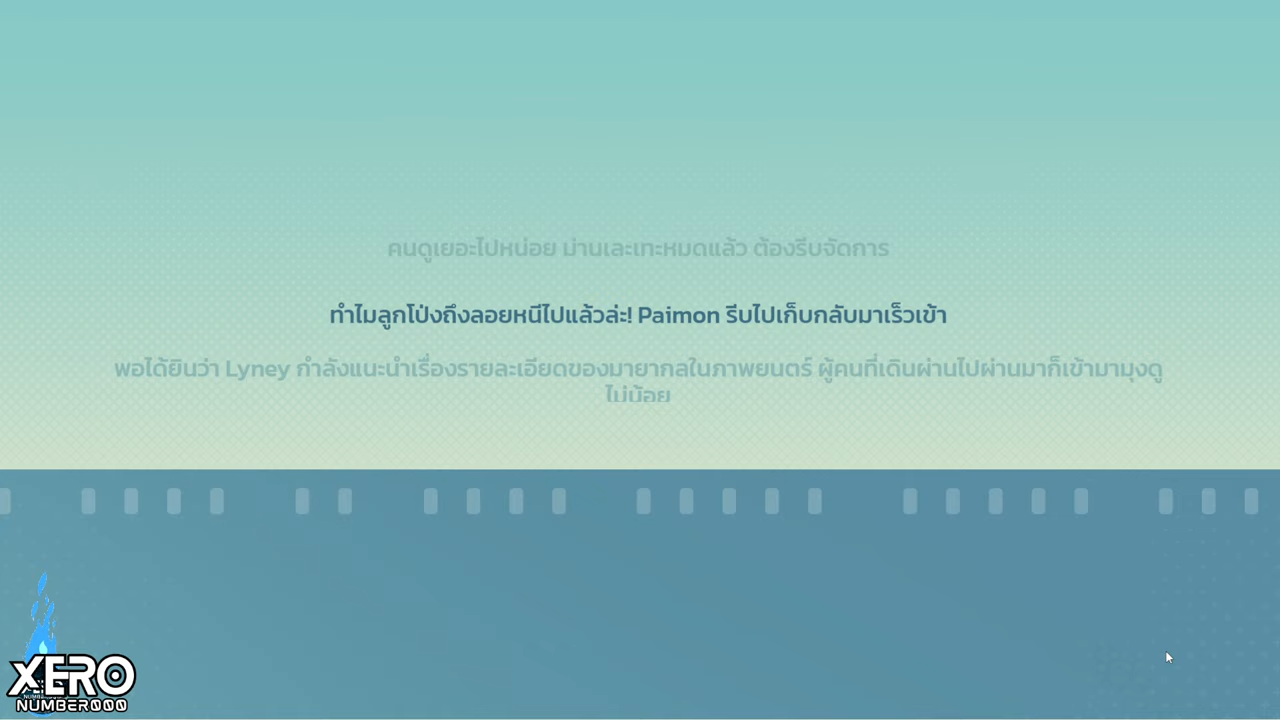 คนดูเยอะไปหน่อย ม่านเละเทะหมดแล้ว ต้องรีบจัดการ
ทำไมลูกโป่งถึงลอยหนีไปแล้วล่ะ! Paimon รีบไปเก็บกลับมาเร็วเข้า
พอได้ยินว่า Lyney กำลังแนะนำเรื่องรายละเอียดของมายากลในภาพยนตร์ ผู้คนที่เดินผ่านไปผ่านมาก็เข้ามามุงดู
ไม่น้อย
XERO
NUMBER000